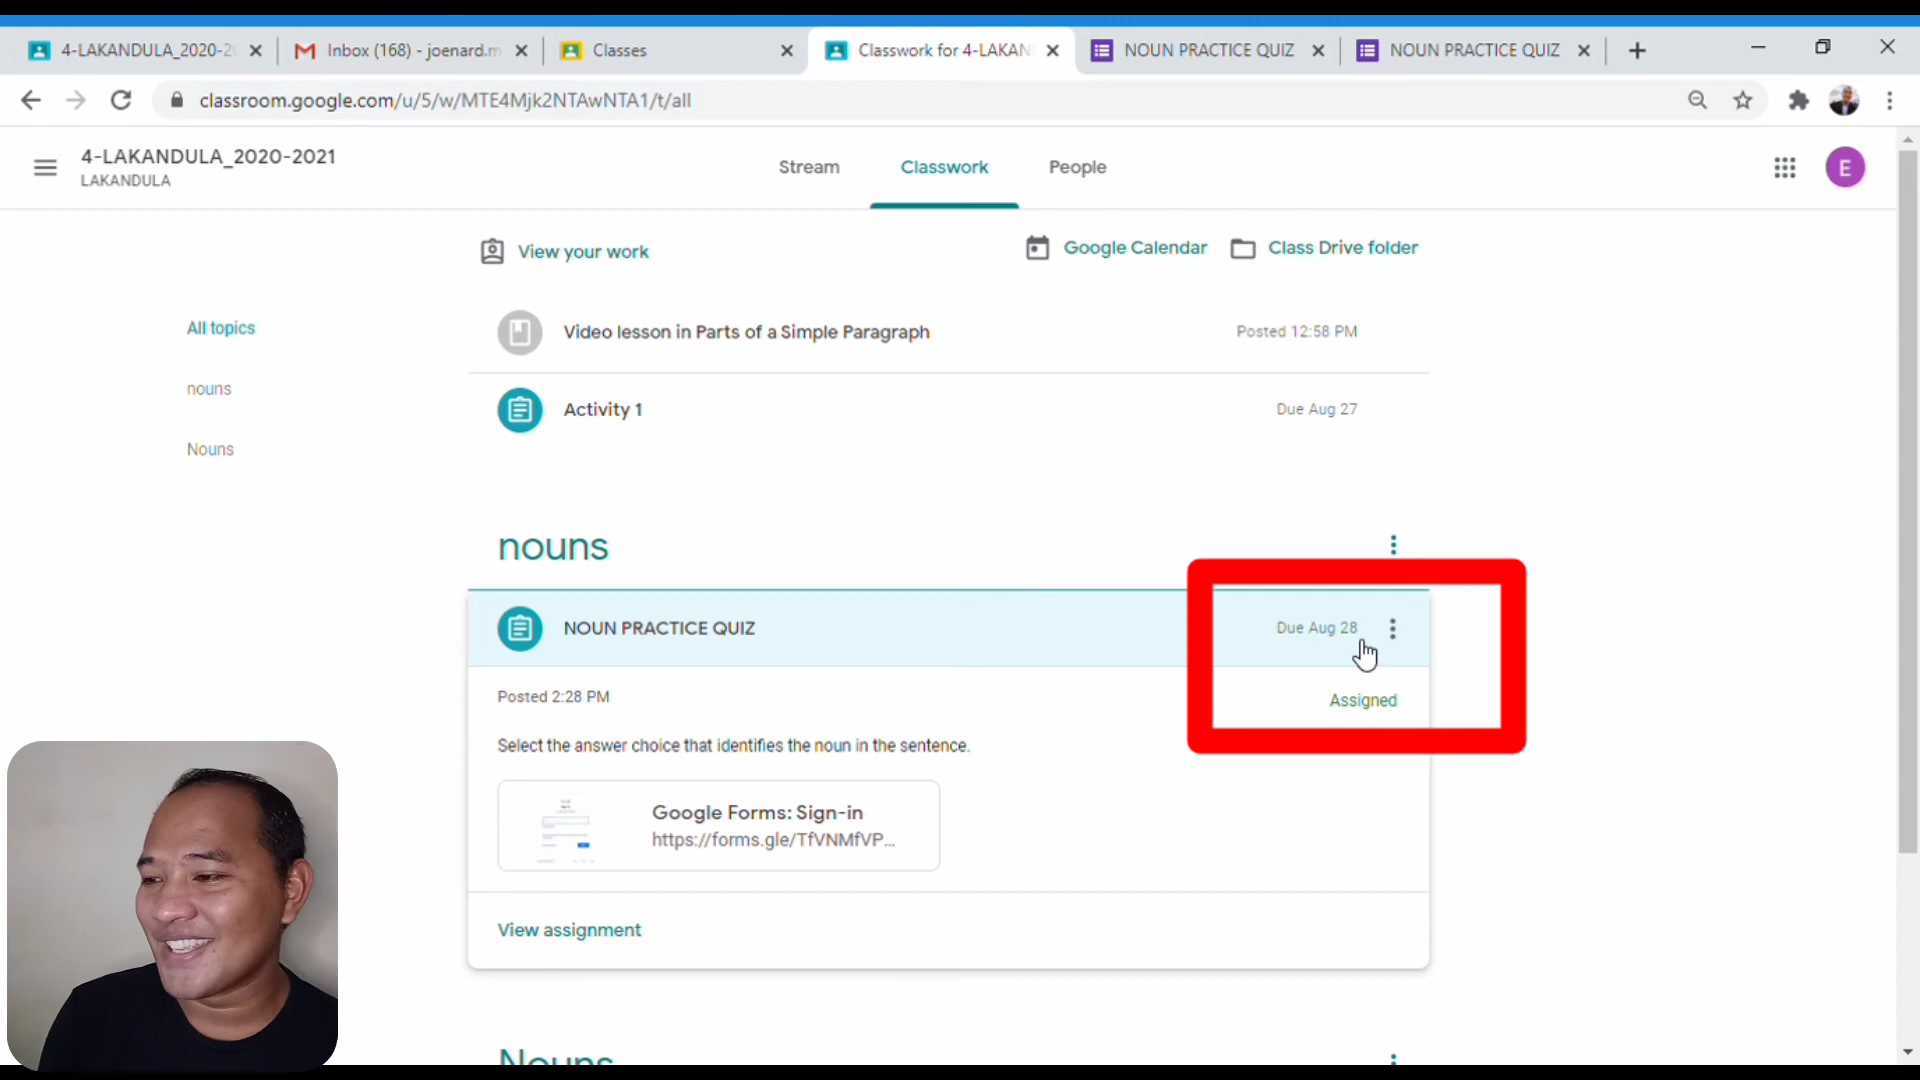 4-LAKANDULA_2020-2
Inbox (168) - joenard.m
Classes
Classwork for 4-LAKAN
NOUN PRACTICE QUIZ
NOUN PRACTICE QUIZ
classroom.google.com/u/5/w/MTE4Mjk2NTAwNTA1/t/all
4-LAKANDULA_2020-2021
LAKANDULA
Stream
Classwork
People
E
View your work
Google Calendar
Class Drive folder
All topics
nouns
Nouns
Video lesson in Parts of a Simple Paragraph
Posted 12:58 PM
Activity 1
Due Aug 27
nouns
NOUN PRACTICE QUIZ
Due Aug 28
Posted 2:28 PM
Assigned
Select the answer choice that identifies the noun in the sentence.
Google Forms: Sign-in
https://forms.gle/TfVNMfVP...
View assignment
Nouns